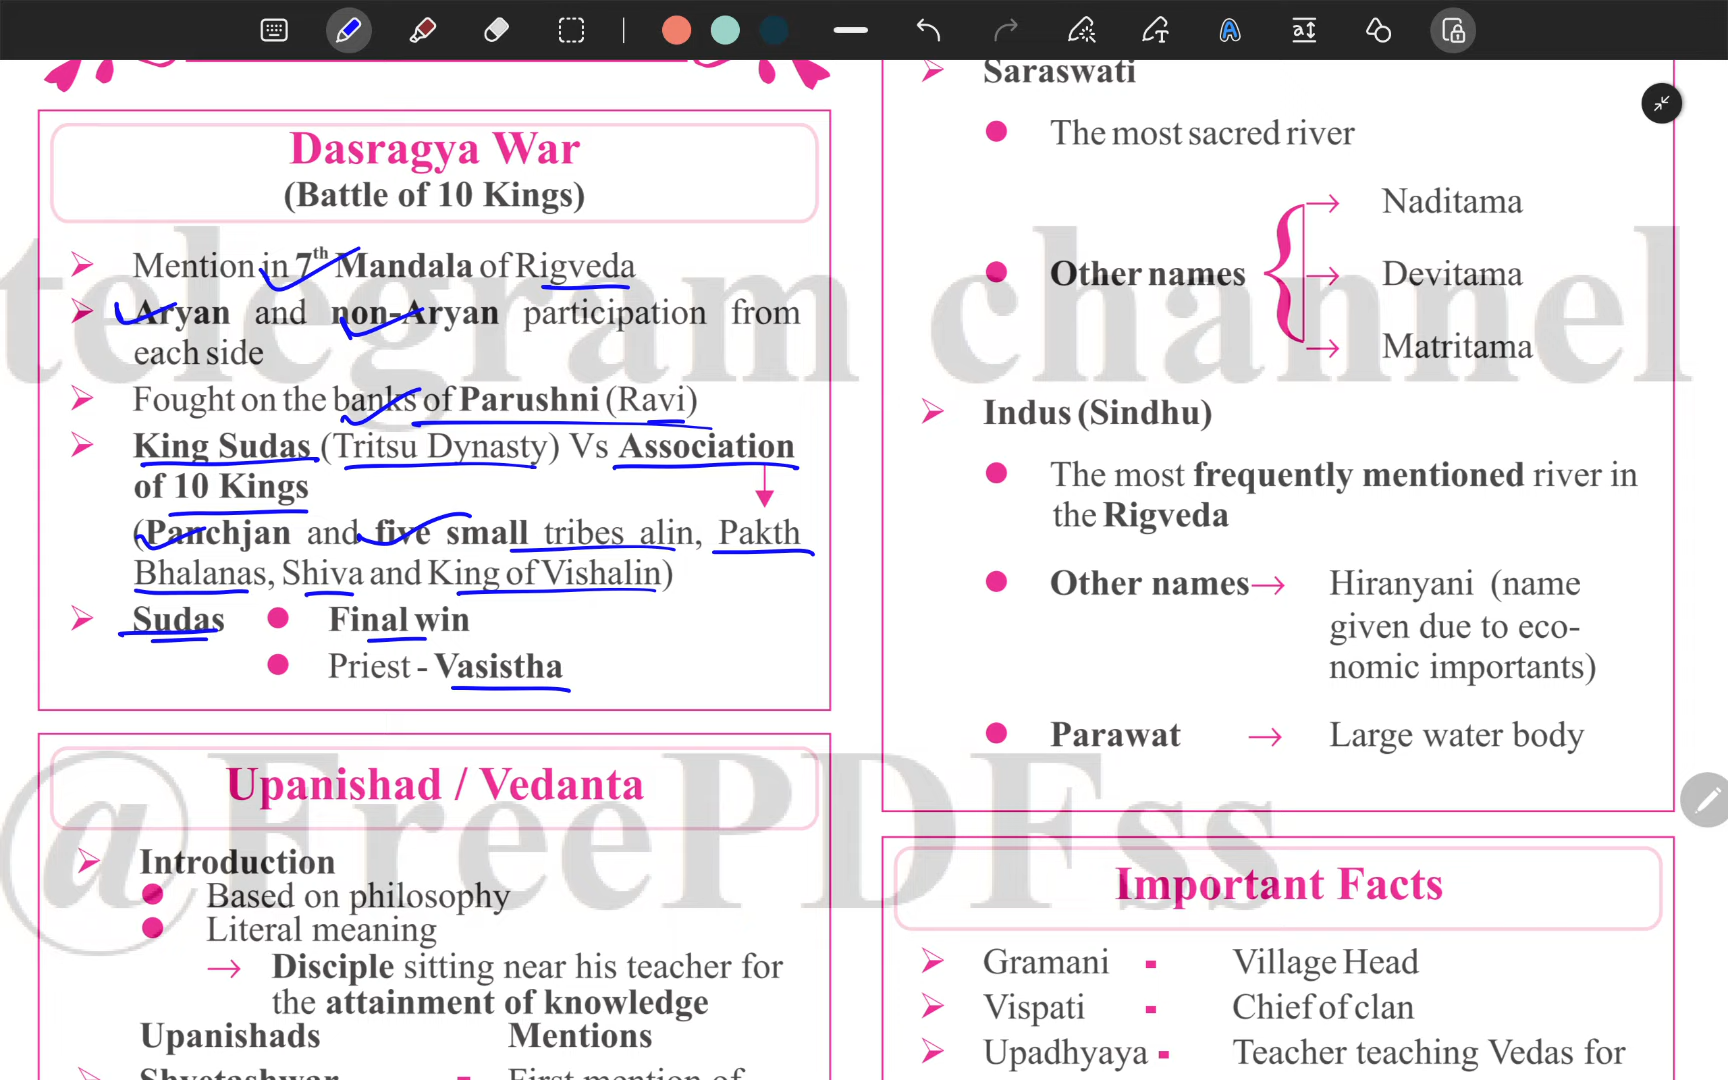 Dasragya War
(Battle of 10 Kings)
Mention in 7th Mandala of Rigveda
Aryan and non-Aryan participation from
each side
Fought on the banks of Parushni (Ravi)
King Sudas (Tritsu Dynasty) Vs Association
of 10 Kings
(Panchjan and five small tribes alin, Pakth
Bhalanas, Shiva and King of Vishalin)
Sudas
Final win
Priest - Vasistha
Upanishad / Vedanta
Introduction
Based on philosophy
Literal meaning
→ Disciple sitting near his teacher for
the attainment of knowledge
Upanishads Mentions
Shvetashwar - First mention of
Saraswati
The most sacred river
Other names
→ Naditama
→ Devitama
→ Matritama
Indus (Sindhu)
The most frequently mentioned river in
the Rigveda
Other names → Hiranyani (name
given due to eco-
nomic importants)
Parawat → Large water body
Important Facts
Gramani - Village Head
Vispati - Chief of clan
Upadhyaya - Teacher teaching Vedas for
telegram channel
@FreePDFss